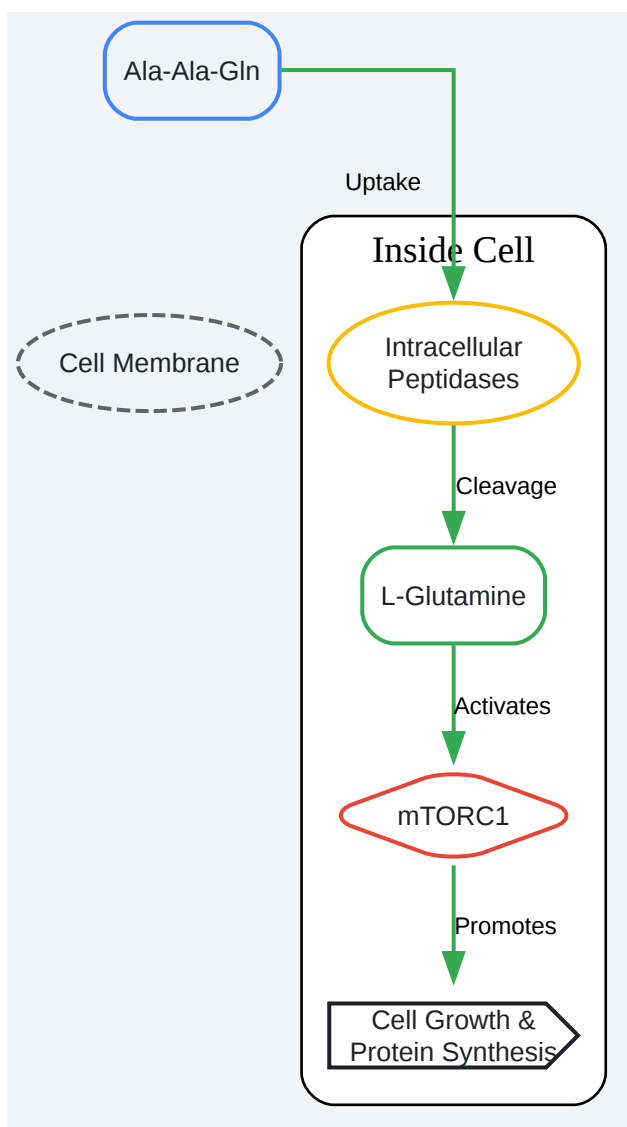 Ala-Ala-Gln
Uptake
Inside Cell
Cell Membrane
Intracellular
Peptidases
Cleavage
L-Glutamine
Activates
mTORC1
Promotes
Cell Growth &
Protein Synthesis